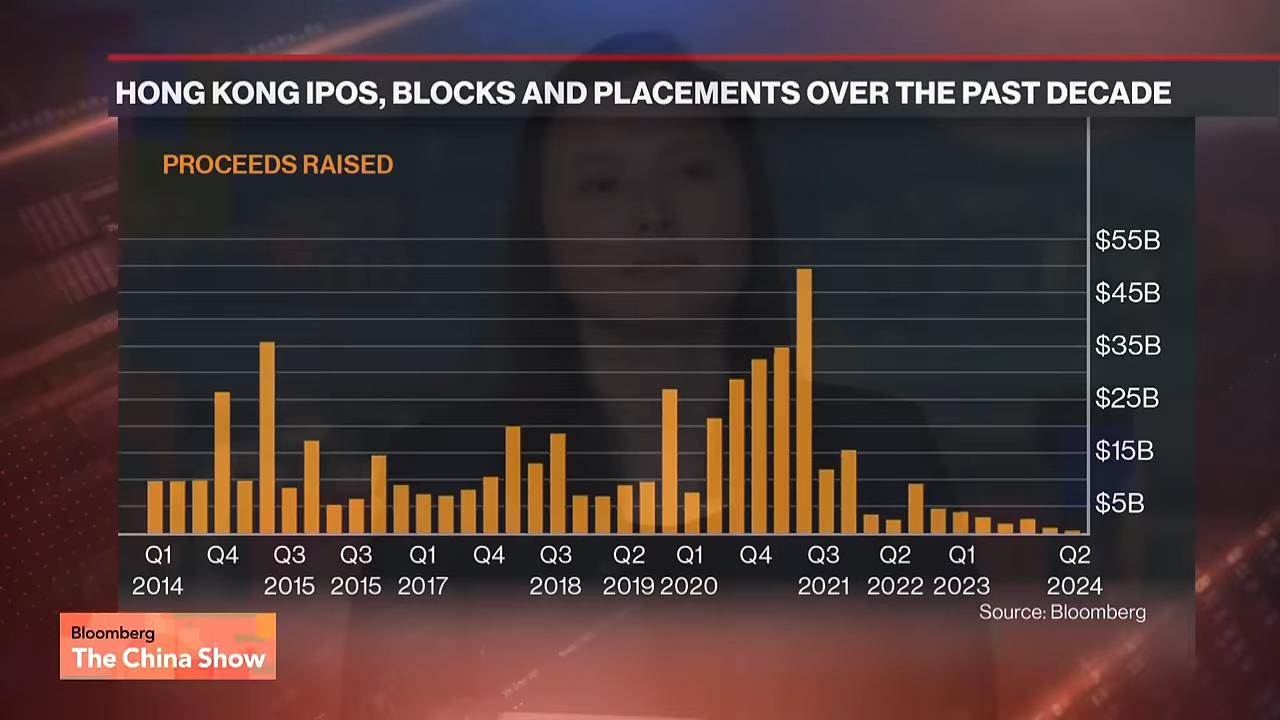 HONG KONG IPOS, BLOCKS AND PLACEMENTS OVER THE PAST DECADE
PROCEEDS RAISED
$55B
$45B
$35B
$25B
$15B
$5B
Q1 Q4 Q3 Q3 Q1 Q4 Q3 Q2 Q1 Q4 Q3 Q2 Q1 Q2
2014 2015 2015 2017 2018 2019 2020 2021 2022 2023 2024
Source: Bloomberg
Bloomberg
The China Show